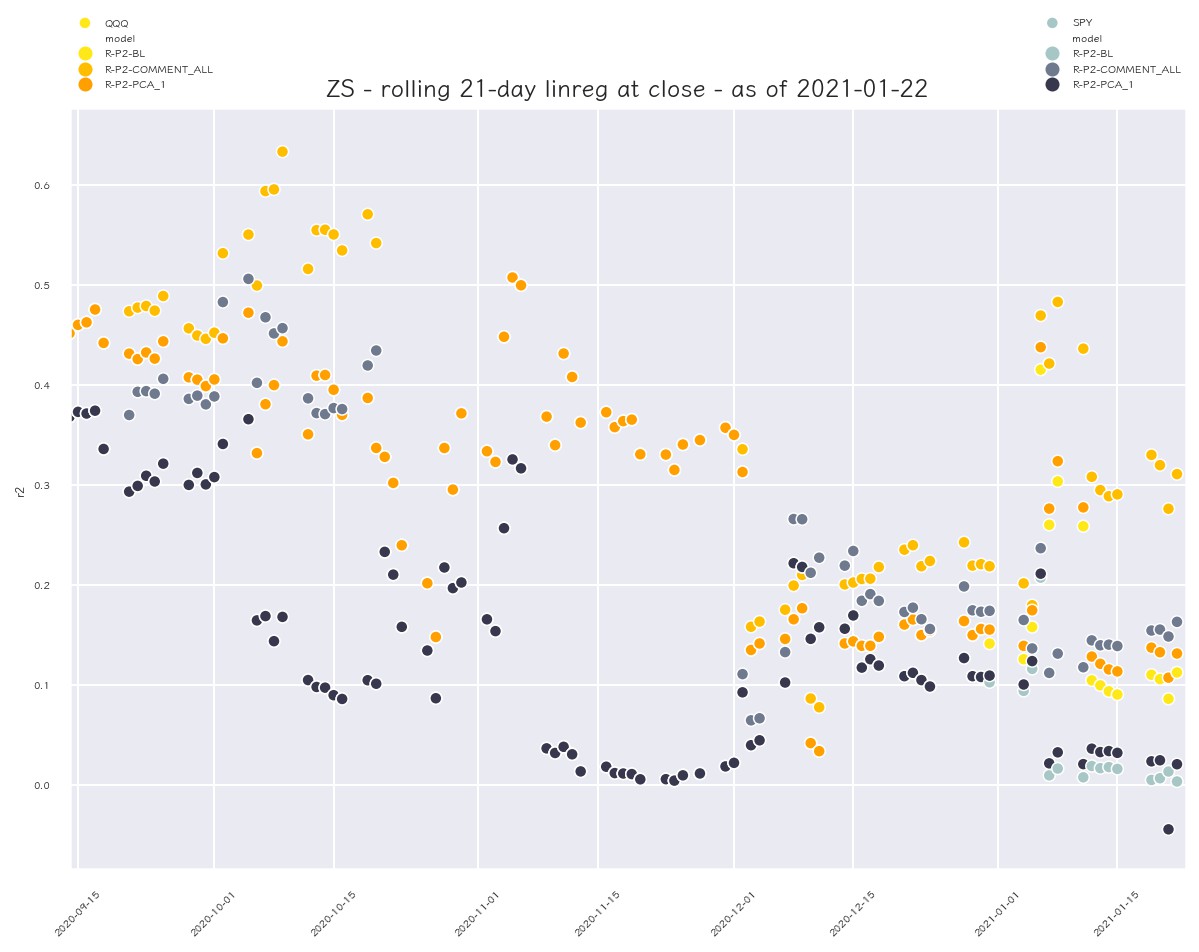 QQQ
model
R-P2-BL
R-P2-COMMENT_ALL
R-P2-PCA_1
SPY
model
R-P2-BL
R-P2-COMMENT_ALL
R-P2-PCA_1
ZS - rolling 21-day linreg at close - as of 2021-01-22
r2
0.6
0.5
0.4
0.3
0.2
0.1
0.0
2020-09-15
2020-10-01
2020-10-15
2020-11-01
2020-11-15
2020-12-01
2020-12-15
2021-01-01
2021-01-15